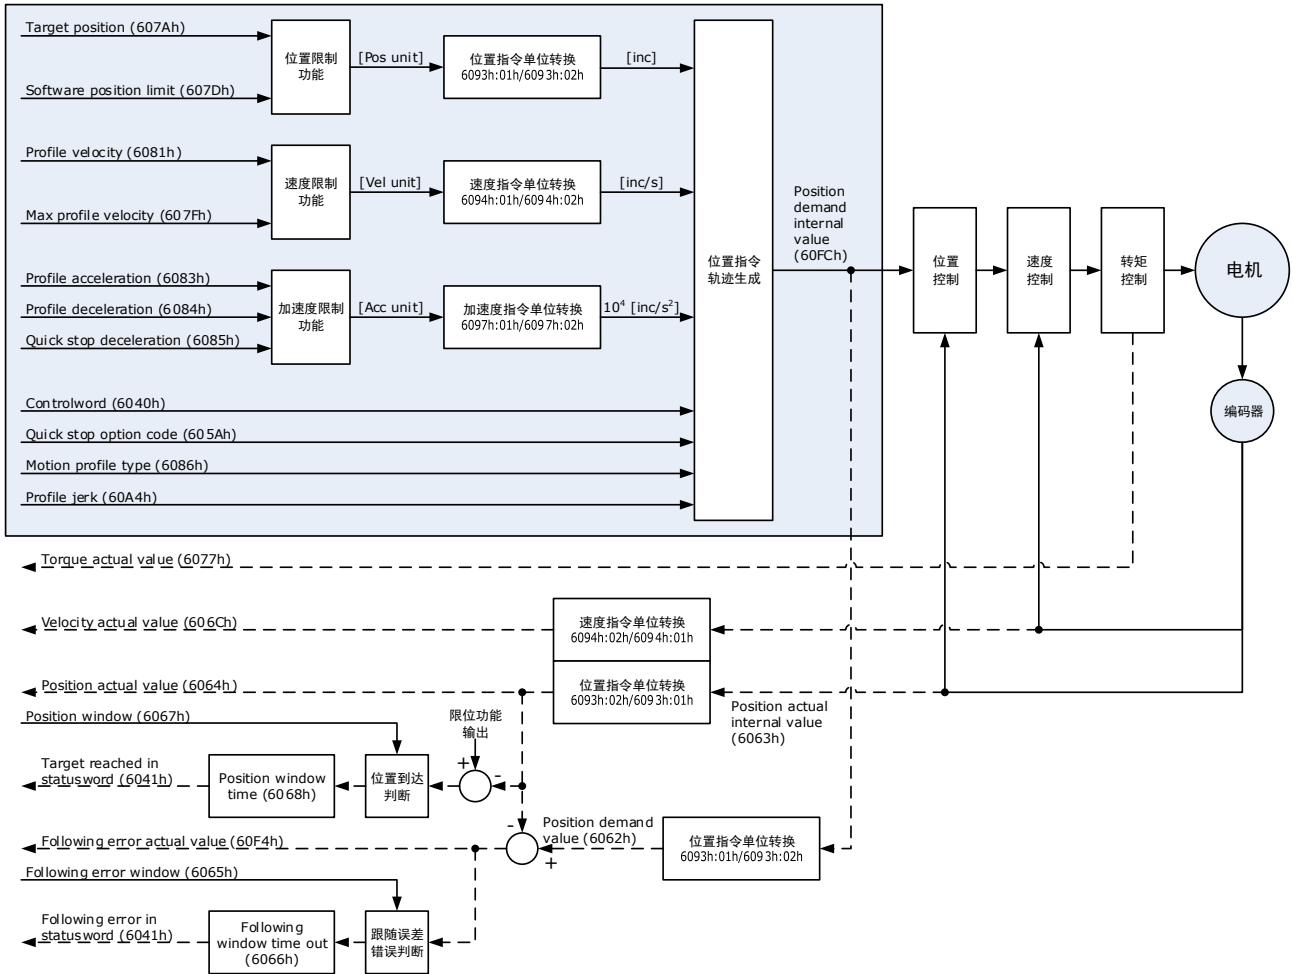 Target position (607Ah)
Software position limit (607Dh)
位置限制
功能
[Pos unit]
位置指令单位转换
6093h:01h/6093h:02h
[inc]
Profile velocity (6081h)
Max profile velocity (607Fh)
速度限制
功能
[Vel unit]
速度指令单位转换
6094h:01h/6094h:02h
[inc/s]
Profile acceleration (6083h)
Profile deceleration (6084h)
Quick stop deceleration (6085h)
加速度限制
功能
[Acc unit]
加速度指令单位转换
6097h:01h/6097h:02h
10⁴ [inc/s²]
Controlword (6040h)
Quick stop option code (605Ah)
Motion profile type (6086h)
Profile jerk (60A4h)
位置指令
轨迹生成
Position
demand
internal
value
(60FCh)
位置
控制
速度
控制
转矩
控制
电机
编码器
Torque actual value (6077h)
Velocity actual value (606Ch)
速度指令单位转换
6094h:02h/6094h:01h
Position actual value (6064h)
位置指令单位转换
6093h:02h/6093h:01h
Position actual
internal value
(6063h)
Position window (6067h)
限位功能
输出
+
-
Target reached in
statusword (6041h)
Position window
time (6068h)
位置到达
判断
Following error actual value (60F4h)
-
+
Position demand
value (6062h)
位置指令单位转换
6093h:01h/6093h:02h
Following error window (6065h)
Following error in
statusword (6041h)
Following
window time out
(6066h)
跟随误差
错误判断